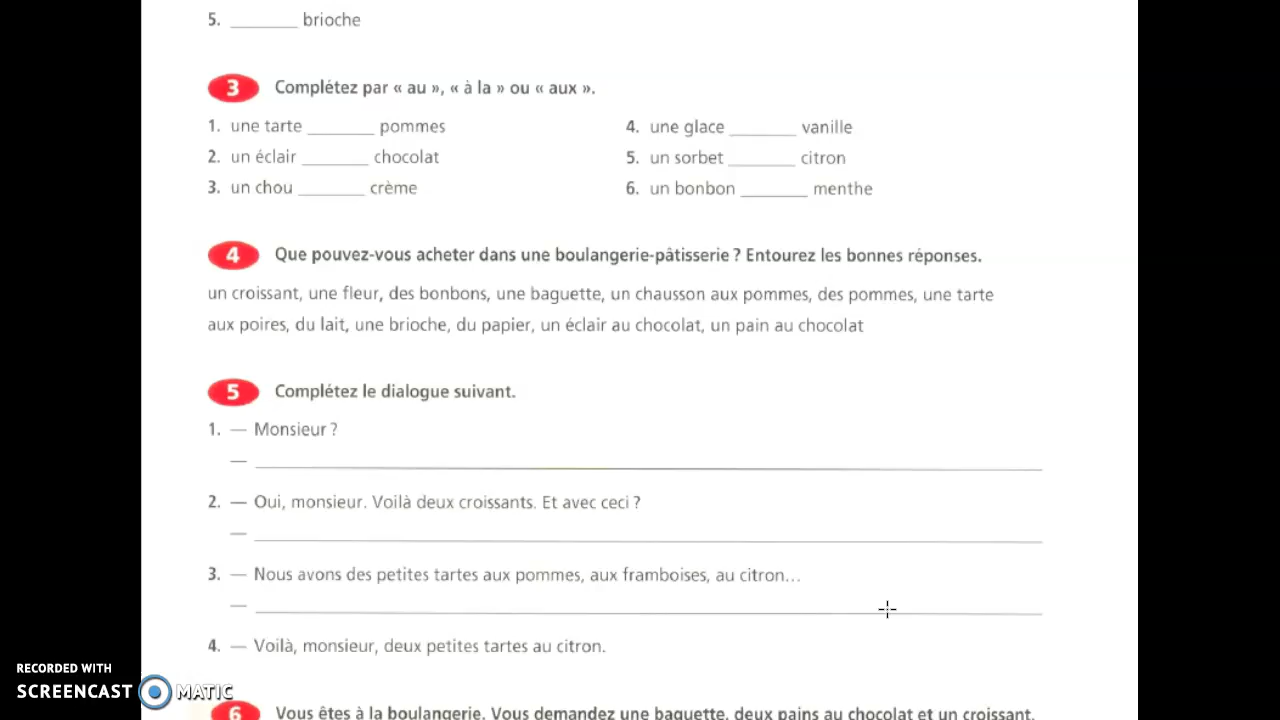 5. ________ brioche
3 Complétez par « au », « à la » ou « aux ».
1. une tarte ________ pommes
4. une glace ________ vanille
2. un éclair ________ chocolat
5. un sorbet ________ citron
3. un chou ________ crème
6. un bonbon ________ menthe
4 Que pouvez-vous acheter dans une boulangerie-pâtisserie ? Entourez les bonnes réponses.
un croissant, une fleur, des bonbons, une baguette, un chausson aux pommes, des pommes, une tarte
aux poires, du lait, une brioche, du papier, un éclair au chocolat, un pain au chocolat
5 Complétez le dialogue suivant.
1. — Monsieur ?
—
2. — Oui, monsieur. Voilà deux croissants. Et avec ceci ?
—
3. — Nous avons des petites tartes aux pommes, aux framboises, au citron...
—
4. — Voilà, monsieur, deux petites tartes au citron.
6 Vous êtes à la boulangerie. Vous demandez une baguette, deux pains au chocolat et un croissant.
RECORDED WITH
SCREENCAST MATIC